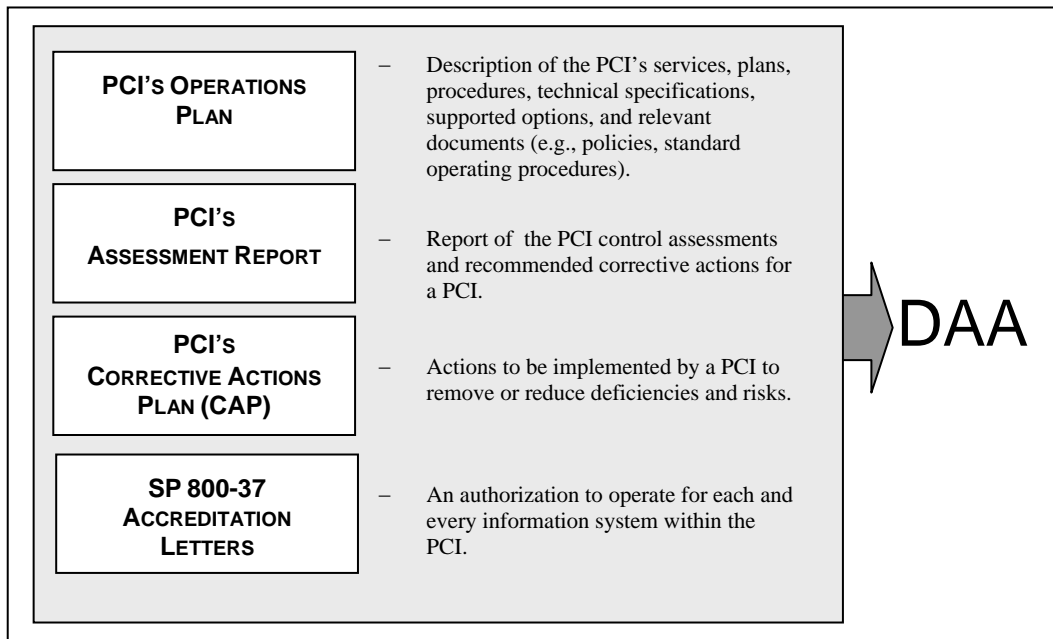 PCI'S OPERATIONS
PLAN
– Description of the PCI's services, plans,
procedures, technical specifications,
supported options, and relevant
documents (e.g., policies, standard
operating procedures).
PCI'S
ASSESSMENT REPORT
– Report of the PCI control assessments
and recommended corrective actions for
a PCI.
PCI'S
CORRECTIVE ACTIONS
PLAN (CAP)
– Actions to be implemented by a PCI to
remove or reduce deficiencies and risks.
SP 800-37
ACCREDITATION
LETTERS
– An authorization to operate for each and
every information system within the
PCI.
DAA